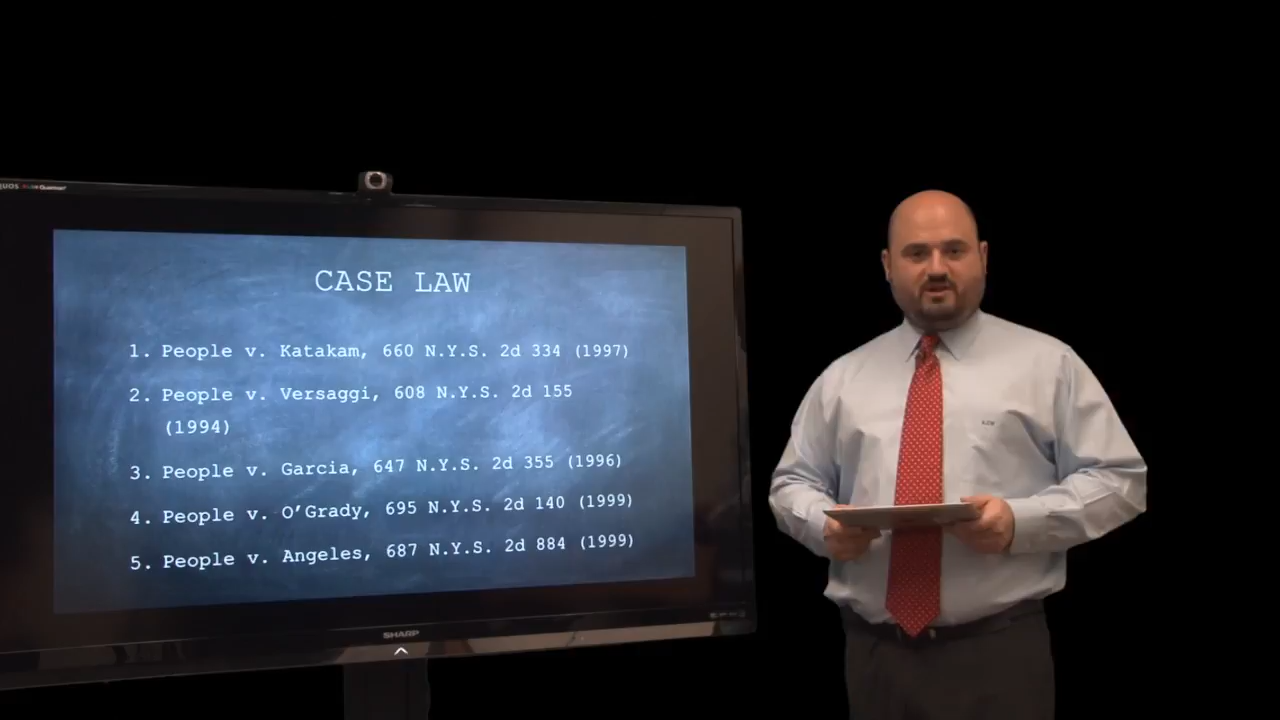 CASE LAW
1. People v. Katakam, 660 N.Y.S. 2d 334 (1997)
2. People v. Versaggi, 608 N.Y.S. 2d 155
(1994)
3. People v. Garcia, 647 N.Y.S. 2d 355 (1996)
4. People v. O’Grady, 695 N.Y.S. 2d 140 (1999)
5. People v. Angeles, 687 N.Y.S. 2d 884 (1999)
SHARP